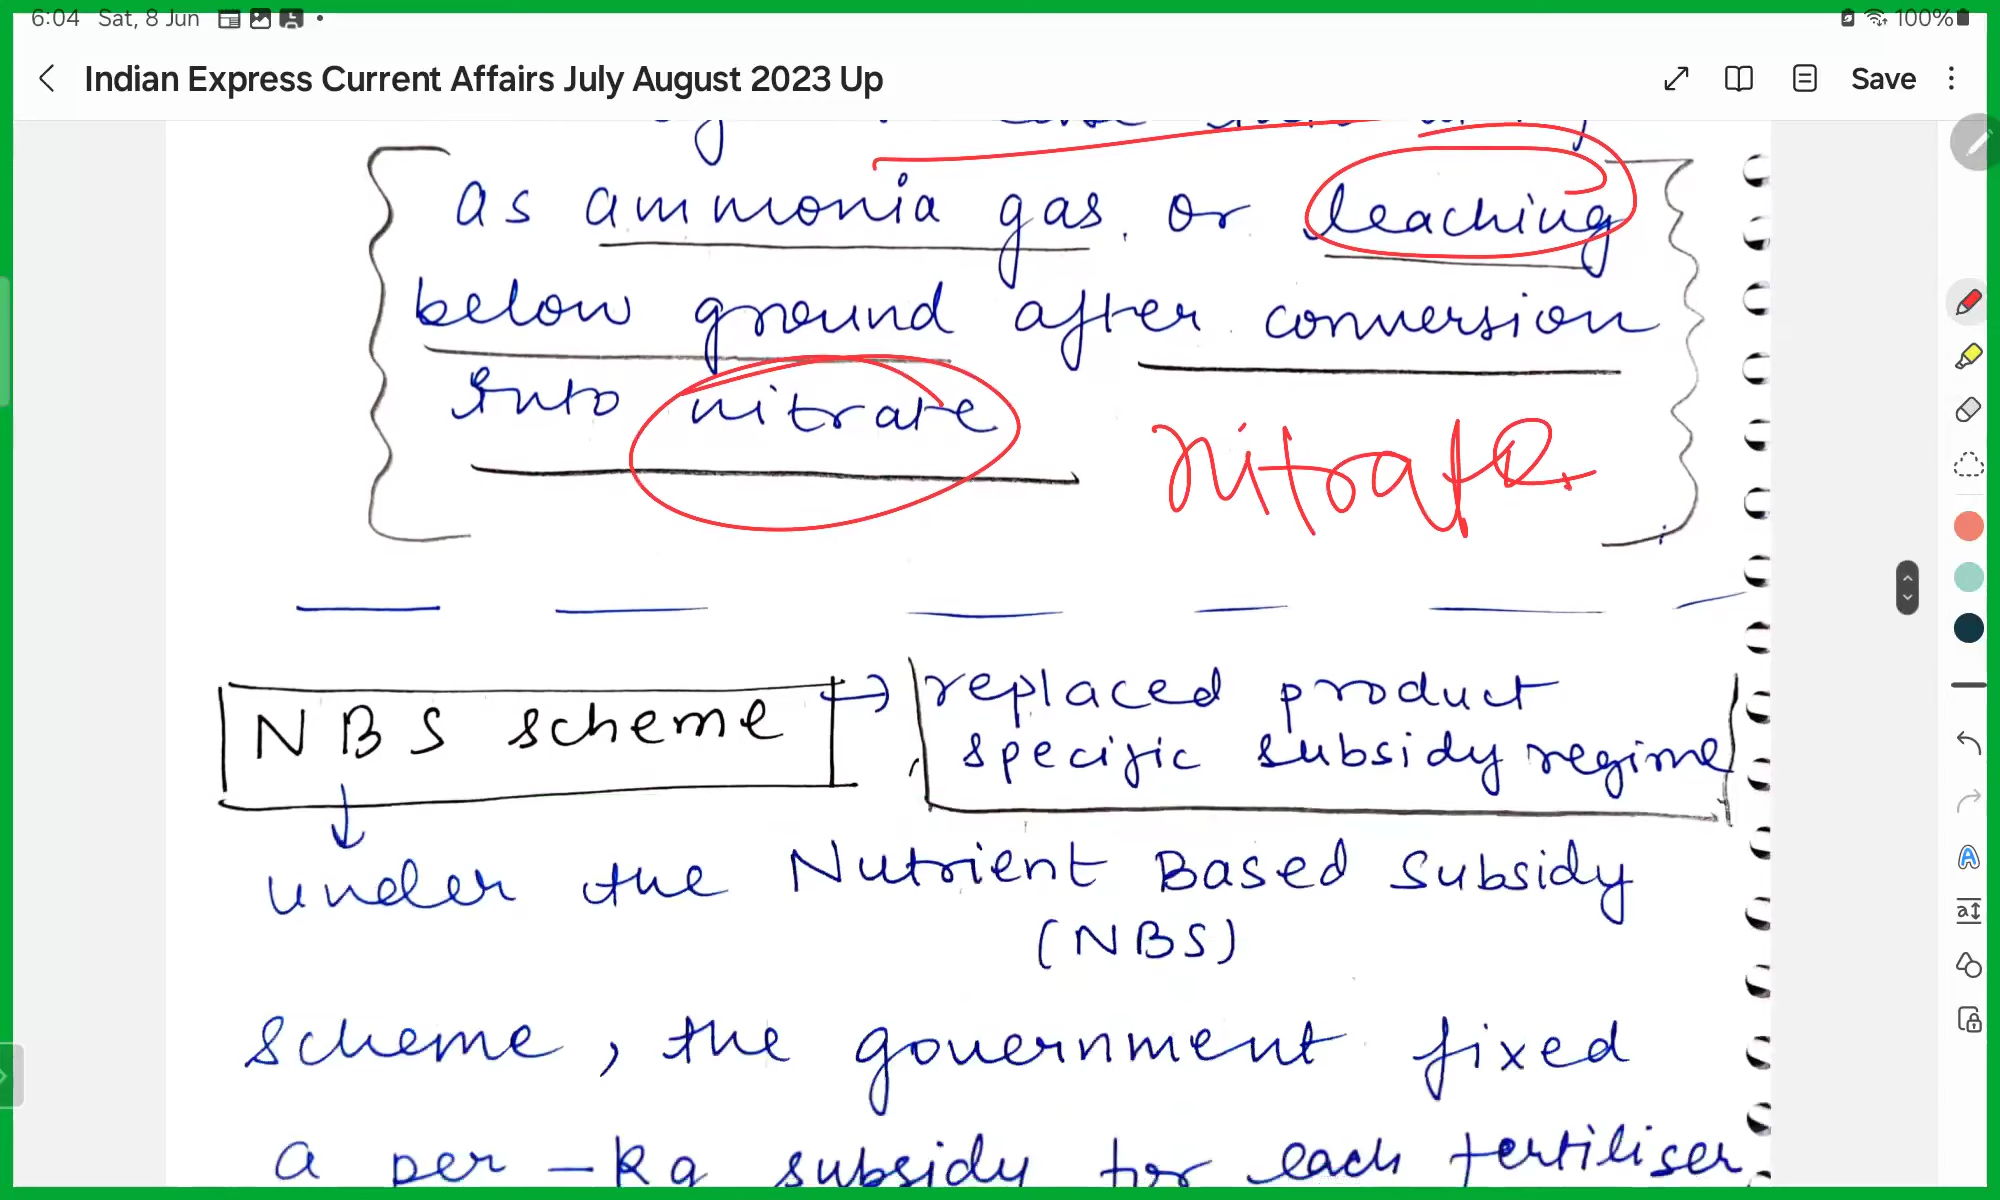 6:04 Sat, 8 Jun
100%
Indian Express Current Affairs July August 2023 Up
Save
as ammonia gas, or leaching
below ground after conversion
into nitrate
nitrate
NBS scheme → replaced product
specific subsidy regime
under the Nutrient Based Subsidy
(NBS)
scheme, the government fixed
a per-kg subsidy for each fertiliser